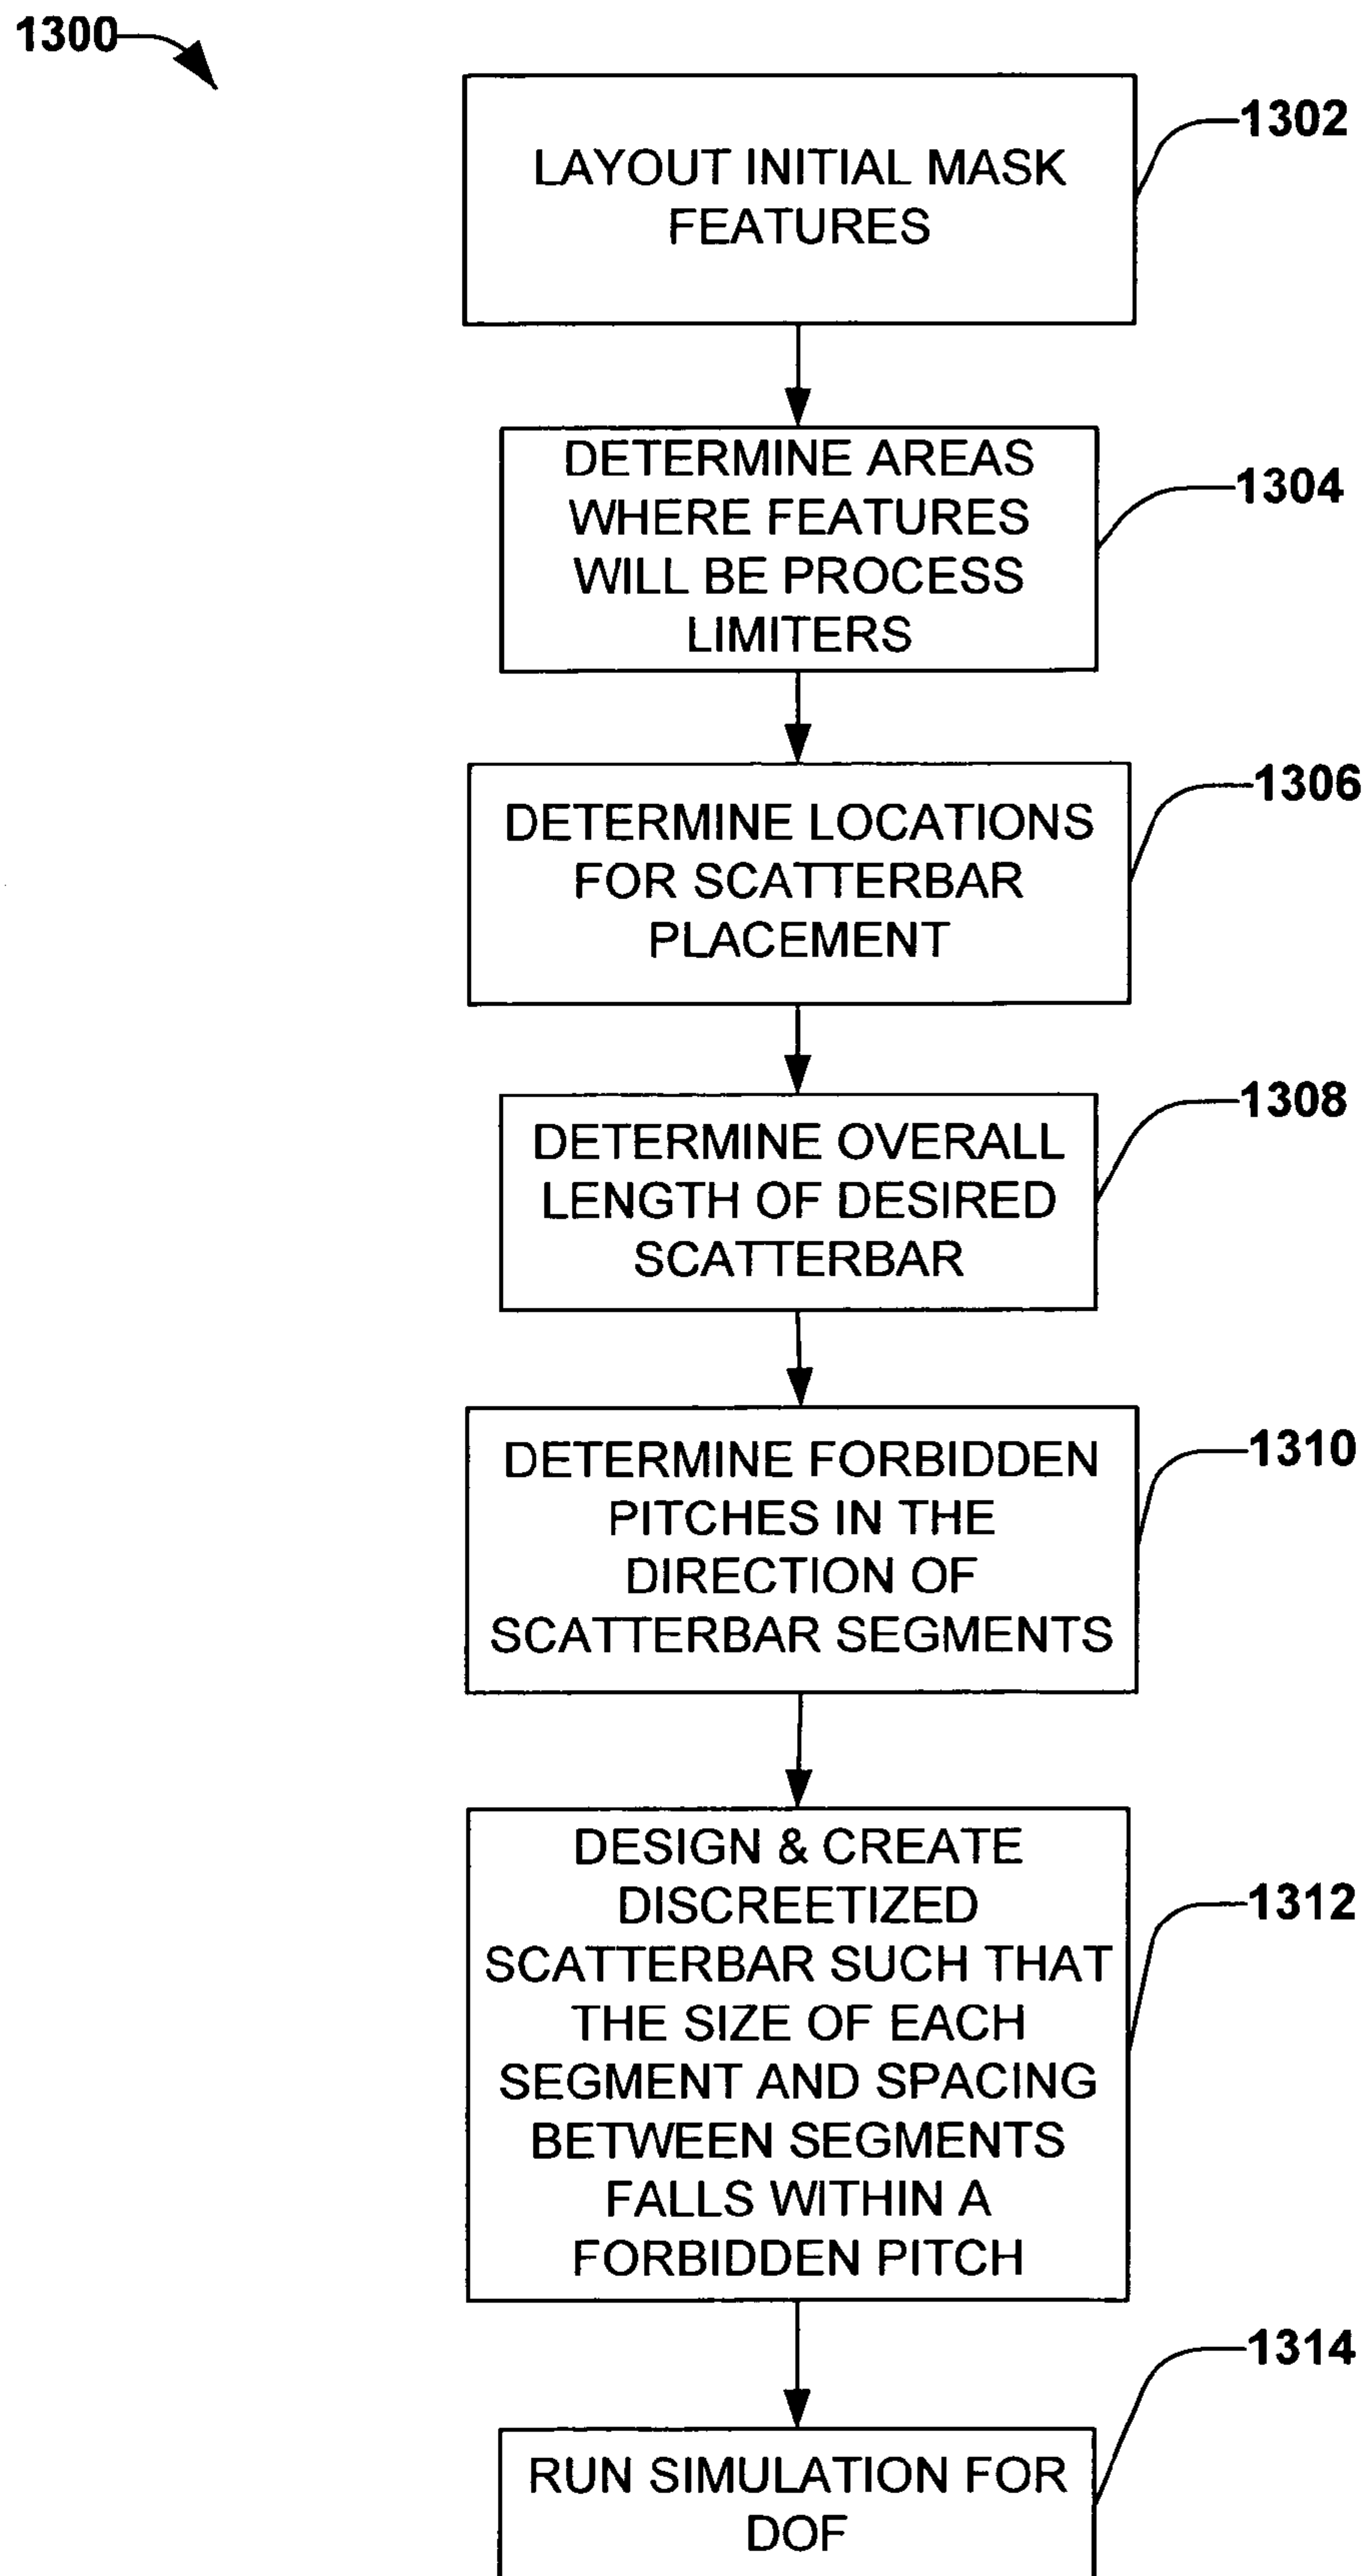 1300
LAYOUT INITIAL MASK
FEATURES
1302
DETERMINE AREAS
WHERE FEATURES
WILL BE PROCESS
LIMITERS
1304
DETERMINE LOCATIONS
FOR SCATTERBAR
PLACEMENT
1306
DETERMINE OVERALL
LENGTH OF DESIRED
SCATTERBAR
1308
DETERMINE FORBIDDEN
PITCHES IN THE
DIRECTION OF
SCATTERBAR SEGMENTS
1310
DESIGN & CREATE
DISCREETIZED
SCATTERBAR SUCH THAT
THE SIZE OF EACH
SEGMENT AND SPACING
BETWEEN SEGMENTS
FALLS WITHIN A
FORBIDDEN PITCH
1312
RUN SIMULATION FOR
DOF
1314